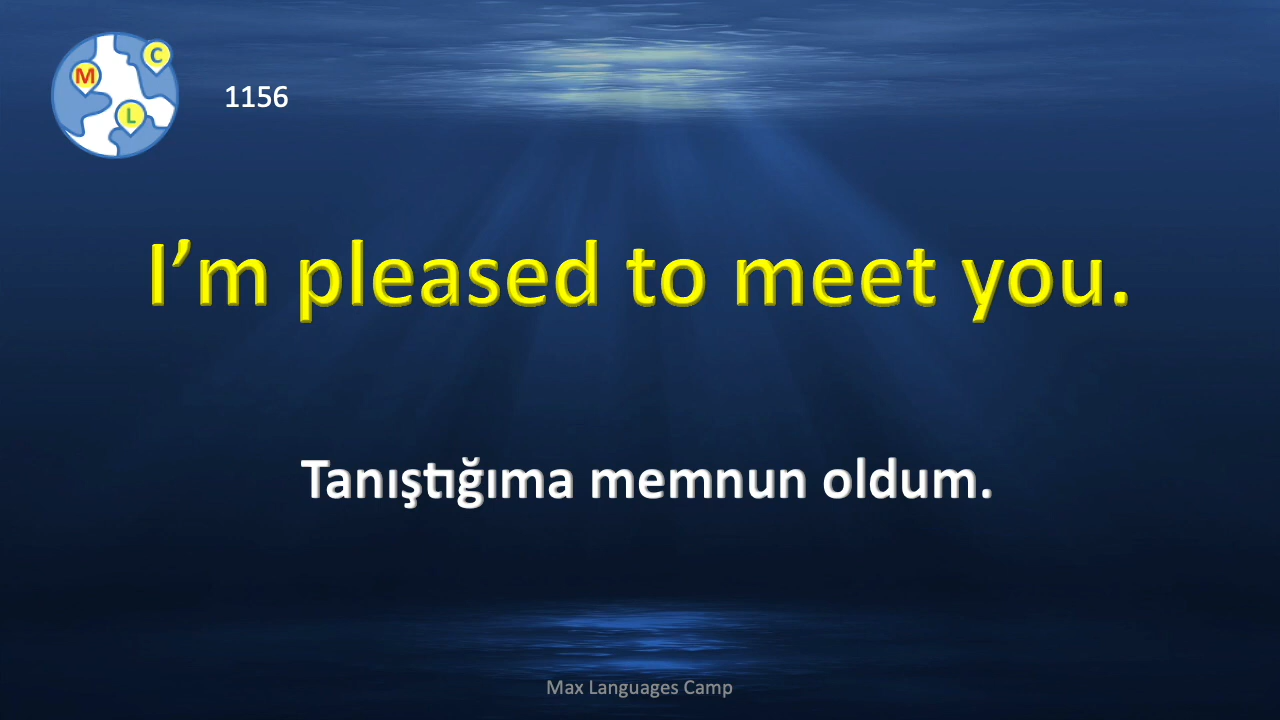 C
M
L
1156
I’m pleased to meet you.
Tanıştığıma memnun oldum.
Max Languages Camp